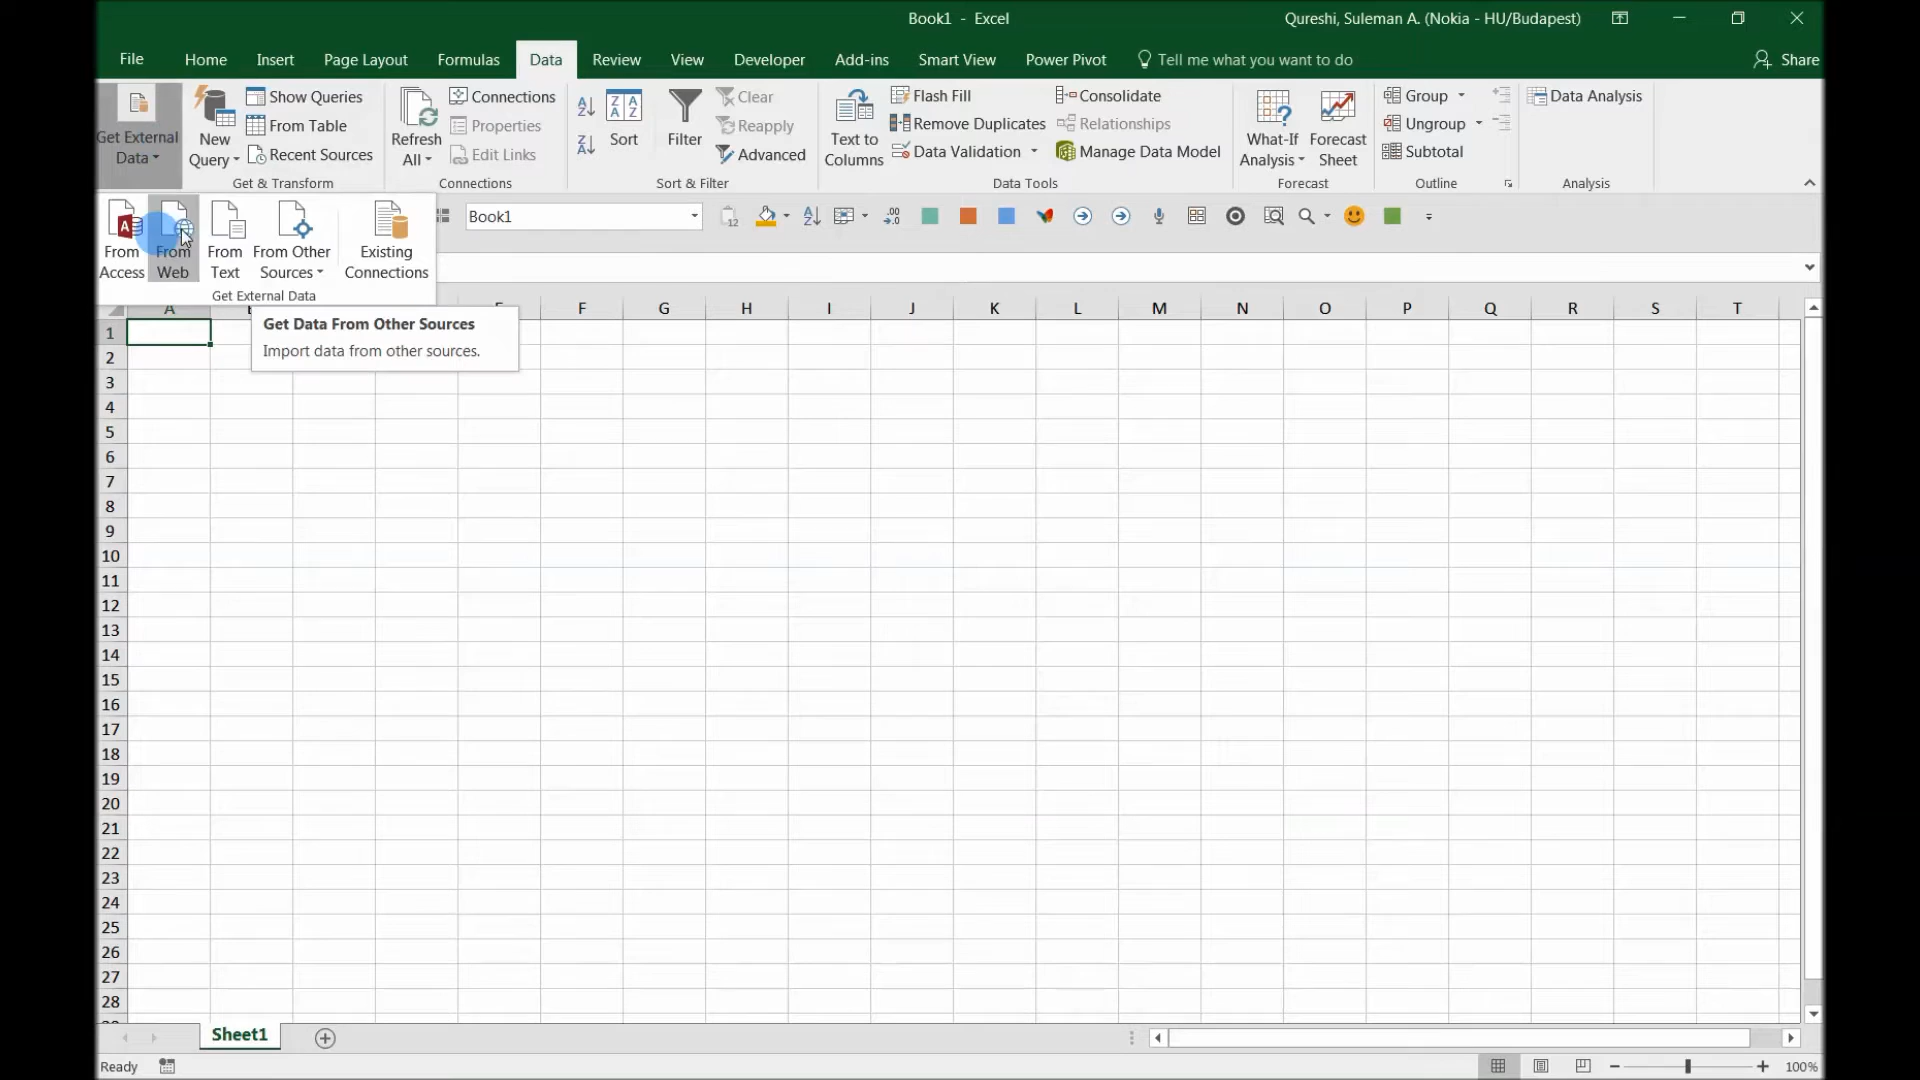 Book1 - Excel
Qureshi, Suleman A. (Nokia - HU/Budapest)
File Home Insert Page Layout Formulas Data Review View Developer Add-ins Smart View Power Pivot Tell me what you want to do Share
Get External Data
New Query
Show Queries
From Table
Recent Sources
Get & Transform
Refresh All
Connections
Properties
Edit Links
Connections
Sort
Filter
Clear
Reapply
Advanced
Sort & Filter
Text to Columns
Flash Fill
Remove Duplicates
Data Validation
Consolidate
Relationships
Manage Data Model
Data Tools
What-If Analysis
Forecast Sheet
Forecast
Group
Ungroup
Subtotal
Outline
Data Analysis
Analysis
From Access
From Web
From Text
From Other Sources
Existing Connections
Get External Data
Book1
Get Data From Other Sources
Import data from other sources.
A F G H I J K L M N O P Q R S T
1
2
3
4
5
6
7
8
9
10
11
12
13
14
15
16
17
18
19
20
21
22
23
24
25
26
27
28
Sheet1
Ready
100%